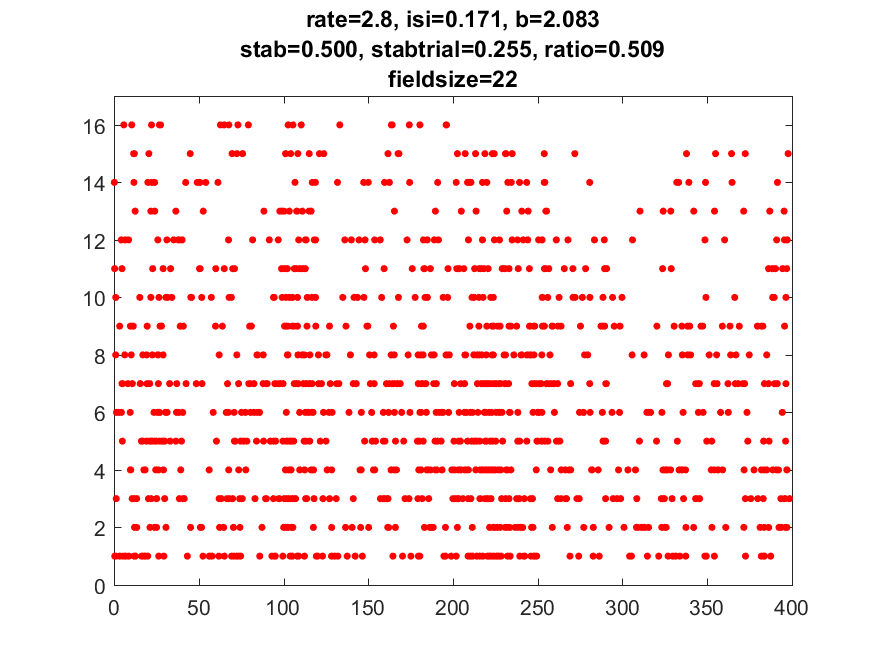 rate=2.8, isi=0.171, b=2.083
stab=0.500, stabtrial=0.255, ratio=0.509
fieldsize=22
16
14
12
10
8
6
4
2
0
0 50 100 150 200 250 300 350 400